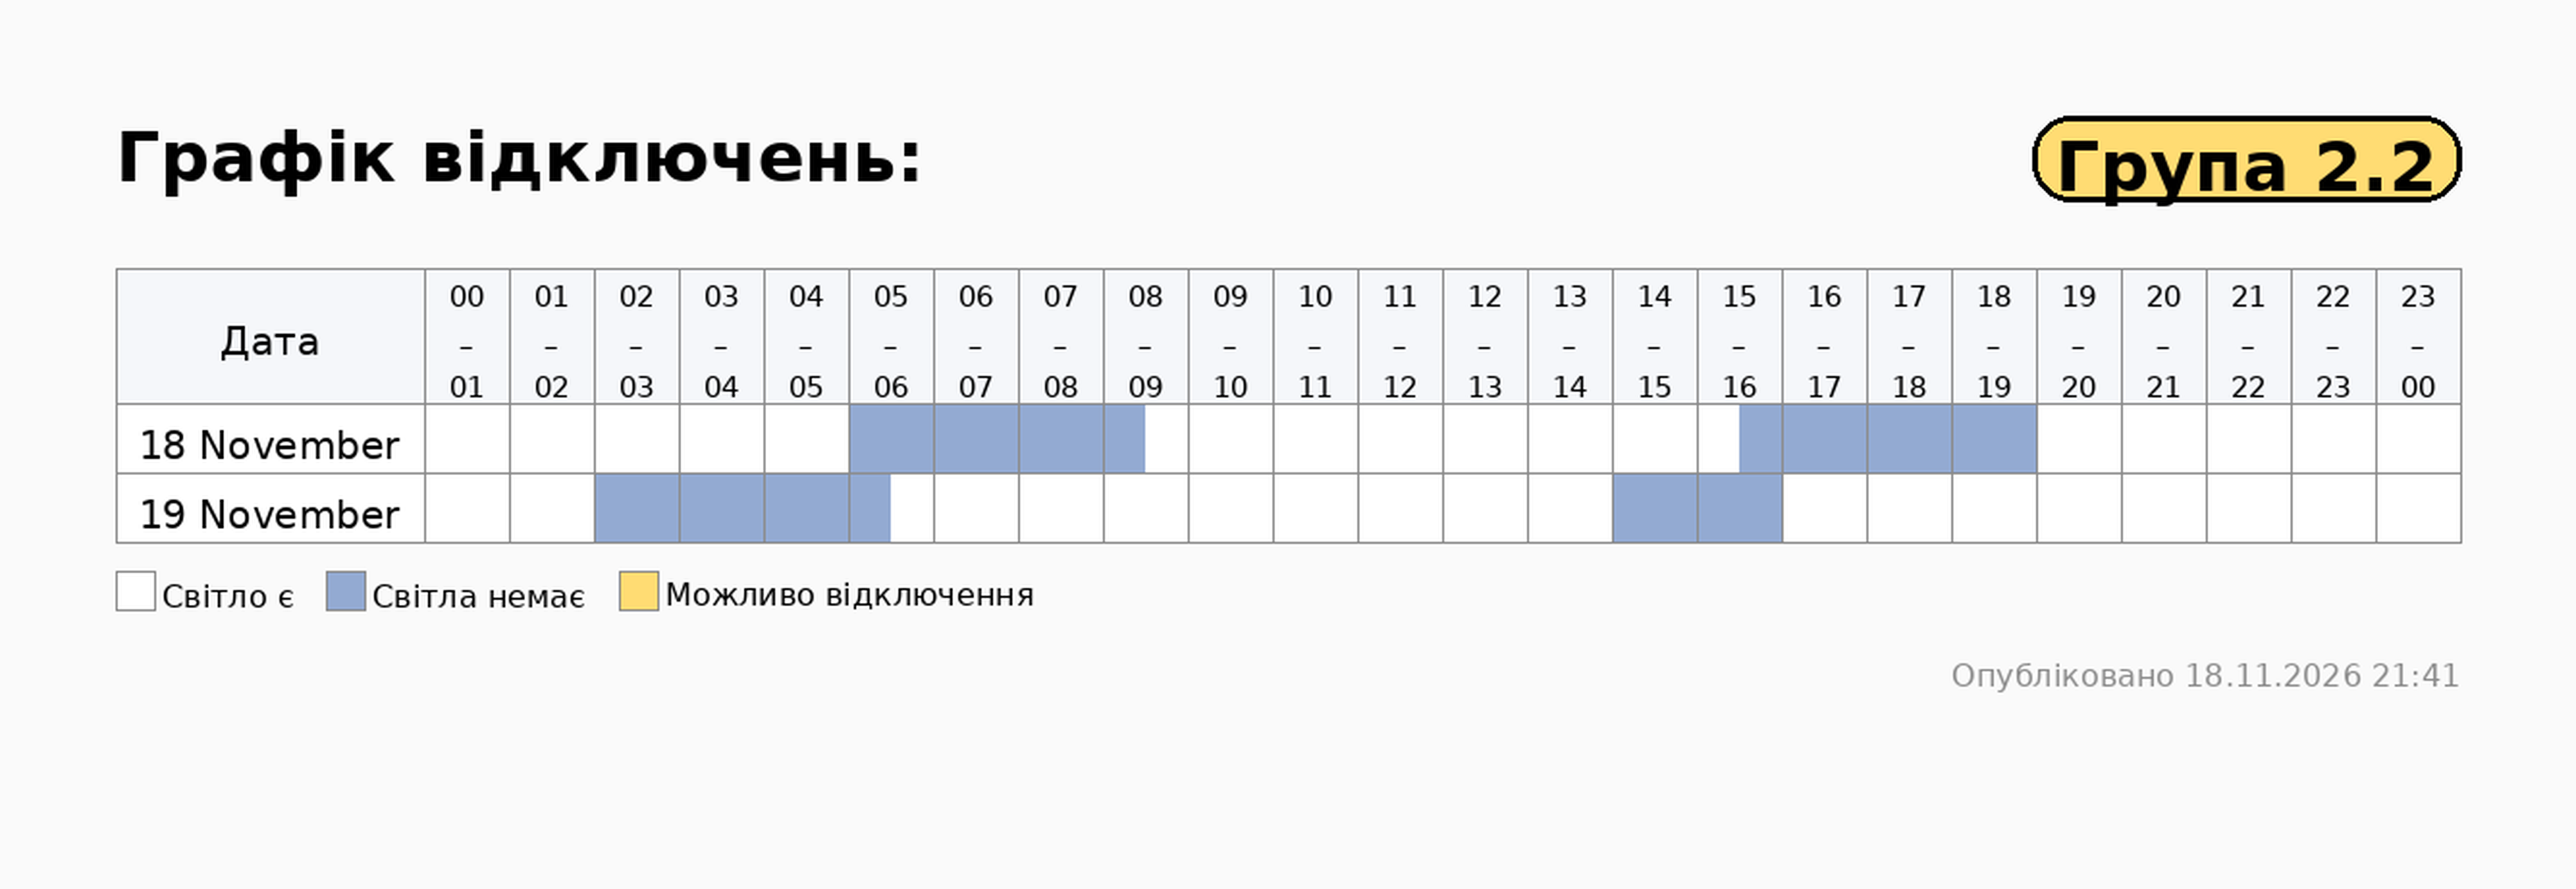 Графік відключень:
Група 2.2
Дата
00 – 01
01 – 02
02 – 03
03 – 04
04 – 05
05 – 06
06 – 07
07 – 08
08 – 09
09 – 10
10 – 11
11 – 12
12 – 13
13 – 14
14 – 15
15 – 16
16 – 17
17 – 18
18 – 19
19 – 20
20 – 21
21 – 22
22 – 23
23 – 00
18 November
19 November
Світло є
Світла немає
Можливо відключення
Опубліковано 18.11.2026 21:41